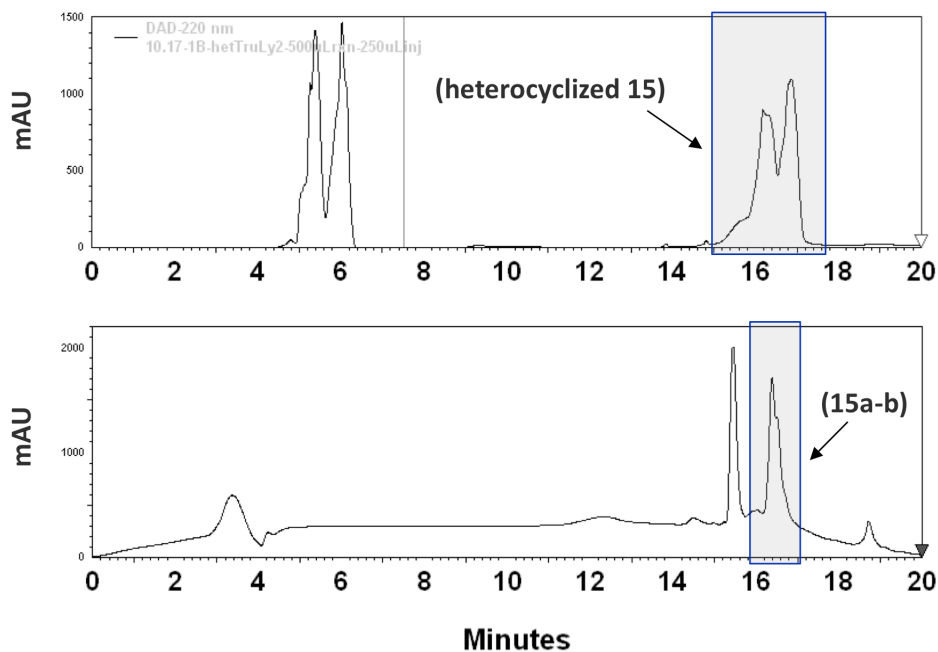 1500
DAD-220 nm
10.17-1B-hetTruLy2-500uLrxn-250uLinj
(heterocyclized 15)
1000
mAU
500
0
0 2 4 6 8 10 12 14 16 18 20
2000
(15a-b)
mAU
1000
0
0 2 4 6 8 10 12 14 16 18 20
Minutes